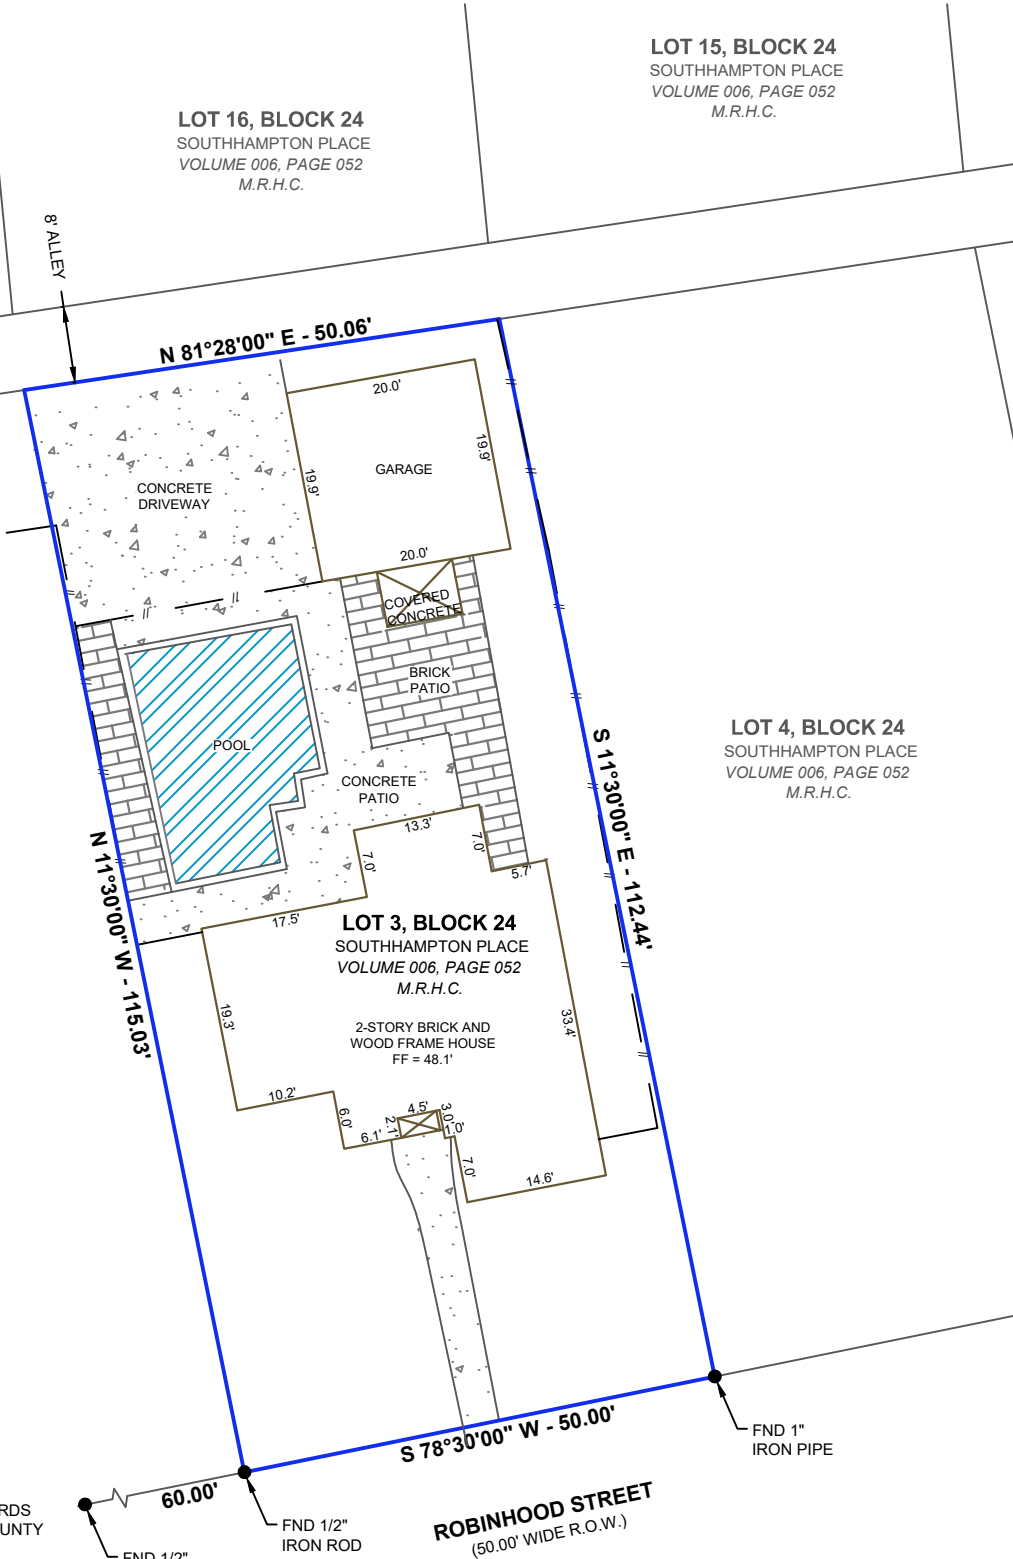 LOT 15, BLOCK 24
SOUTHHAMPTON PLACE
VOLUME 006, PAGE 052
M.R.H.C.
LOT 16, BLOCK 24
SOUTHHAMPTON PLACE
VOLUME 006, PAGE 052
M.R.H.C.
8' ALLEY
N 81°28'00" E - 50.06'
20.0'
19.9'
GARAGE
19.9'
CONCRETE
DRIVEWAY
20.0'
COVERED
CONCRETE
BRICK
PATIO
POOL
CONCRETE
PATIO
S 11°30'00" E - 112.44'
LOT 4, BLOCK 24
SOUTHHAMPTON PLACE
VOLUME 006, PAGE 052
M.R.H.C.
N 11°30'00" W - 115.03'
13.3'
7.0'
7.0'
5.7'
17.5'
LOT 3, BLOCK 24
SOUTHHAMPTON PLACE
VOLUME 006, PAGE 052
M.R.H.C.
19.3'
33.4'
2-STORY BRICK AND
WOOD FRAME HOUSE
FF = 48.1'
10.2'
6.0'
6.1'
2.1'
4.5'
3.0'
1.0'
7.0'
14.6'
S 78°30'00" W - 50.00'
FND 1"
IRON PIPE
60.00'
RDS
UNTY
FND 1/2"
FND 1/2"
IRON ROD
ROBINHOOD STREET
(50.00' WIDE R.O.W.)